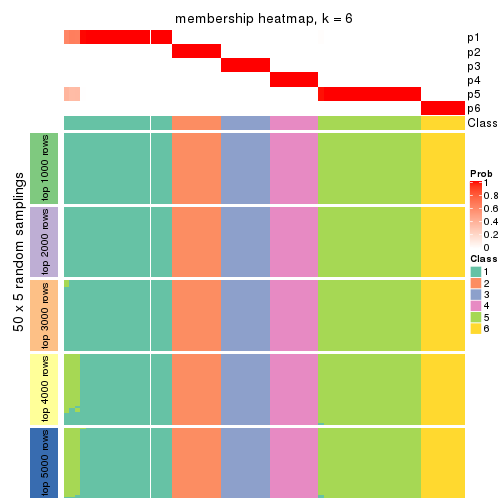 membership heatmap, k = 6
p1
p2
p3
p4
p5
p6
Class
50 x 5 random samplings
top 1000 rows
top 2000 rows
top 3000 rows
top 4000 rows
top 5000 rows
Prob
1
0.8
0.6
0.4
0.2
0
Class
1
2
3
4
5
6